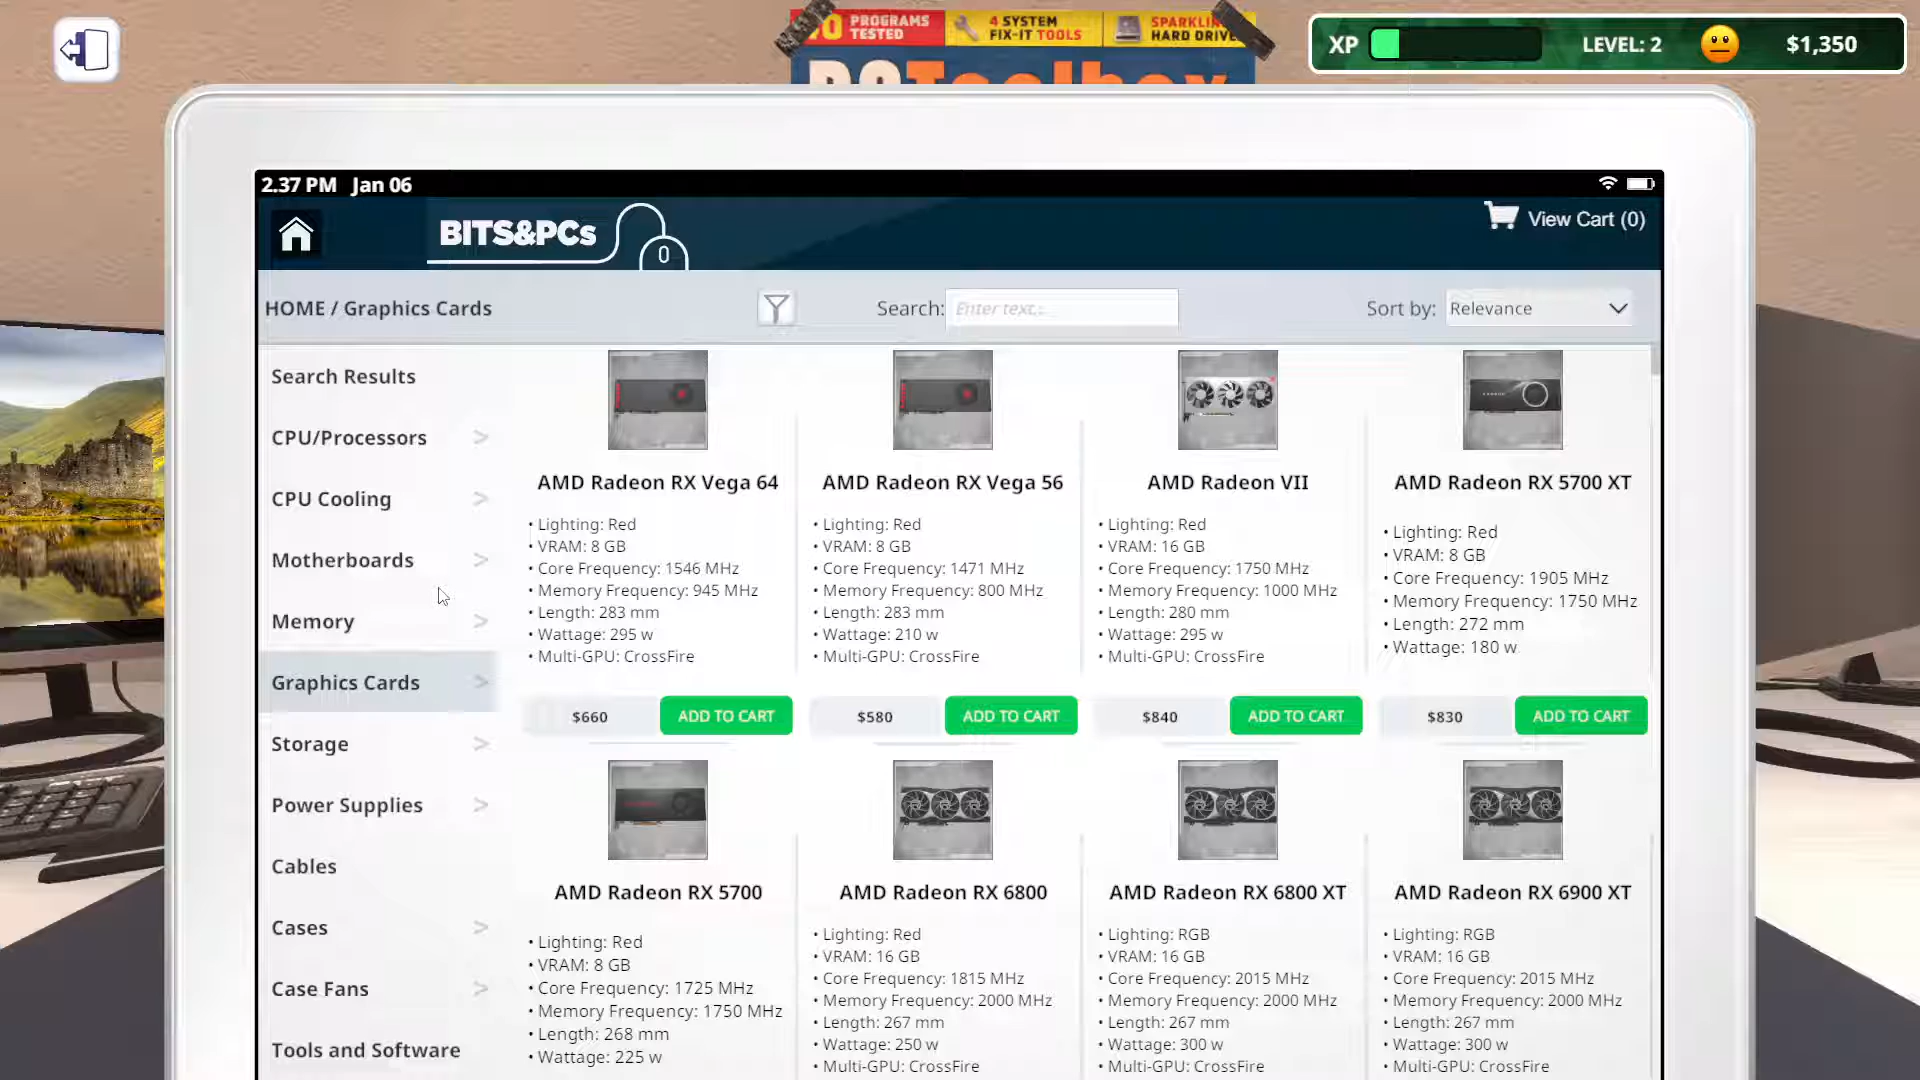 10 PROGRAMS TESTED
4 SYSTEM FIX-IT TOOLS
HARD
PCToolbox
XP
LEVEL: 2
$1,350
2.37 PM Jan 06
BITS&PCs
View Cart (0)
HOME / Graphics Cards
Search:
Enter text...
Sort by:
Relevance
Search Results
CPU/Processors >
CPU Cooling >
Motherboards >
Memory >
Graphics Cards >
Storage >
Power Supplies >
Cables
Cases >
Case Fans >
Tools and Software
AMD Radeon RX Vega 64
• Lighting: Red
• VRAM: 8 GB
• Core Frequency: 1546 MHz
• Memory Frequency: 945 MHz
• Length: 283 mm
• Wattage: 295 w
• Multi-GPU: CrossFire
$660
ADD TO CART
AMD Radeon RX Vega 56
• Lighting: Red
• VRAM: 8 GB
• Core Frequency: 1471 MHz
• Memory Frequency: 800 MHz
• Length: 283 mm
• Wattage: 210 w
• Multi-GPU: CrossFire
$580
ADD TO CART
AMD Radeon VII
• Lighting: Red
• VRAM: 16 GB
• Core Frequency: 1750 MHz
• Memory Frequency: 1000 MHz
• Length: 280 mm
• Wattage: 295 w
• Multi-GPU: CrossFire
$840
ADD TO CART
AMD Radeon RX 5700 XT
• Lighting: Red
• VRAM: 8 GB
• Core Frequency: 1905 MHz
• Memory Frequency: 1750 MHz
• Length: 272 mm
• Wattage: 180 w
$830
ADD TO CART
AMD Radeon RX 5700
• Lighting: Red
• VRAM: 8 GB
• Core Frequency: 1725 MHz
• Memory Frequency: 1750 MHz
• Length: 268 mm
• Wattage: 225 w
AMD Radeon RX 6800
• Lighting: Red
• VRAM: 16 GB
• Core Frequency: 1815 MHz
• Memory Frequency: 2000 MHz
• Length: 267 mm
• Wattage: 250 w
• Multi-GPU: CrossFire
AMD Radeon RX 6800 XT
• Lighting: RGB
• VRAM: 16 GB
• Core Frequency: 2015 MHz
• Memory Frequency: 2000 MHz
• Length: 267 mm
• Wattage: 300 w
• Multi-GPU: CrossFire
AMD Radeon RX 6900 XT
• Lighting: RGB
• VRAM: 16 GB
• Core Frequency: 2015 MHz
• Memory Frequency: 2000 MHz
• Length: 267 mm
• Wattage: 300 w
• Multi-GPU: CrossFire